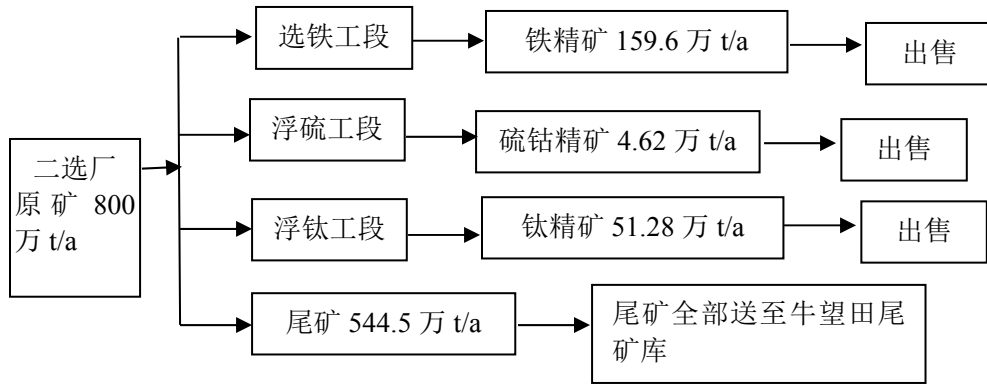 选铁工段
铁精矿 159.6 万 t/a
出售
浮硫工段
硫钴精矿 4.62 万 t/a
出售
二选厂
原矿 800
万 t/a
浮钛工段
钛精矿 51.28 万 t/a
出售
尾矿 544.5 万 t/a
尾矿全部送至牛望田尾
矿库